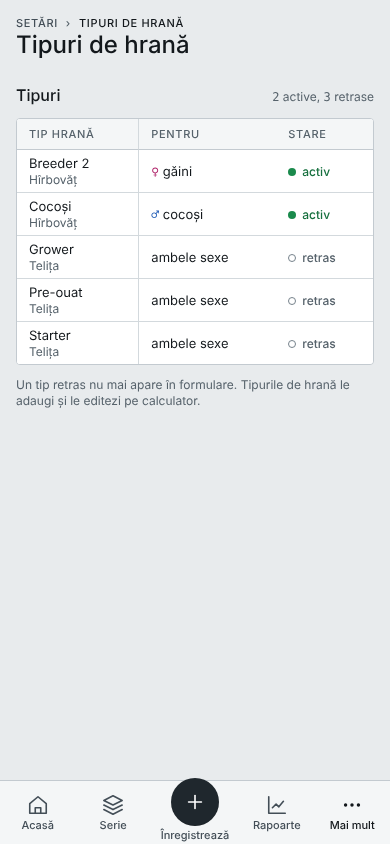 SETĂRI › TIPURI DE HRANĂ
Tipuri de hrană
Tipuri
2 active, 3 retrase
TIP HRANĂ PENTRU STARE
Breeder 2
Hîrbovăț
♀ găini
activ
Cocoși
Hîrbovăț
♂ cocoși
activ
Grower
Telița
ambele sexe
retras
Pre-ouat
Telița
ambele sexe
retras
Starter
Telița
ambele sexe
retras
Un tip retras nu mai apare în formulare. Tipurile de hrană le
adaugi și le editezi pe calculator.
Acasă
Serie
Înregistrează
Rapoarte
Mai mult